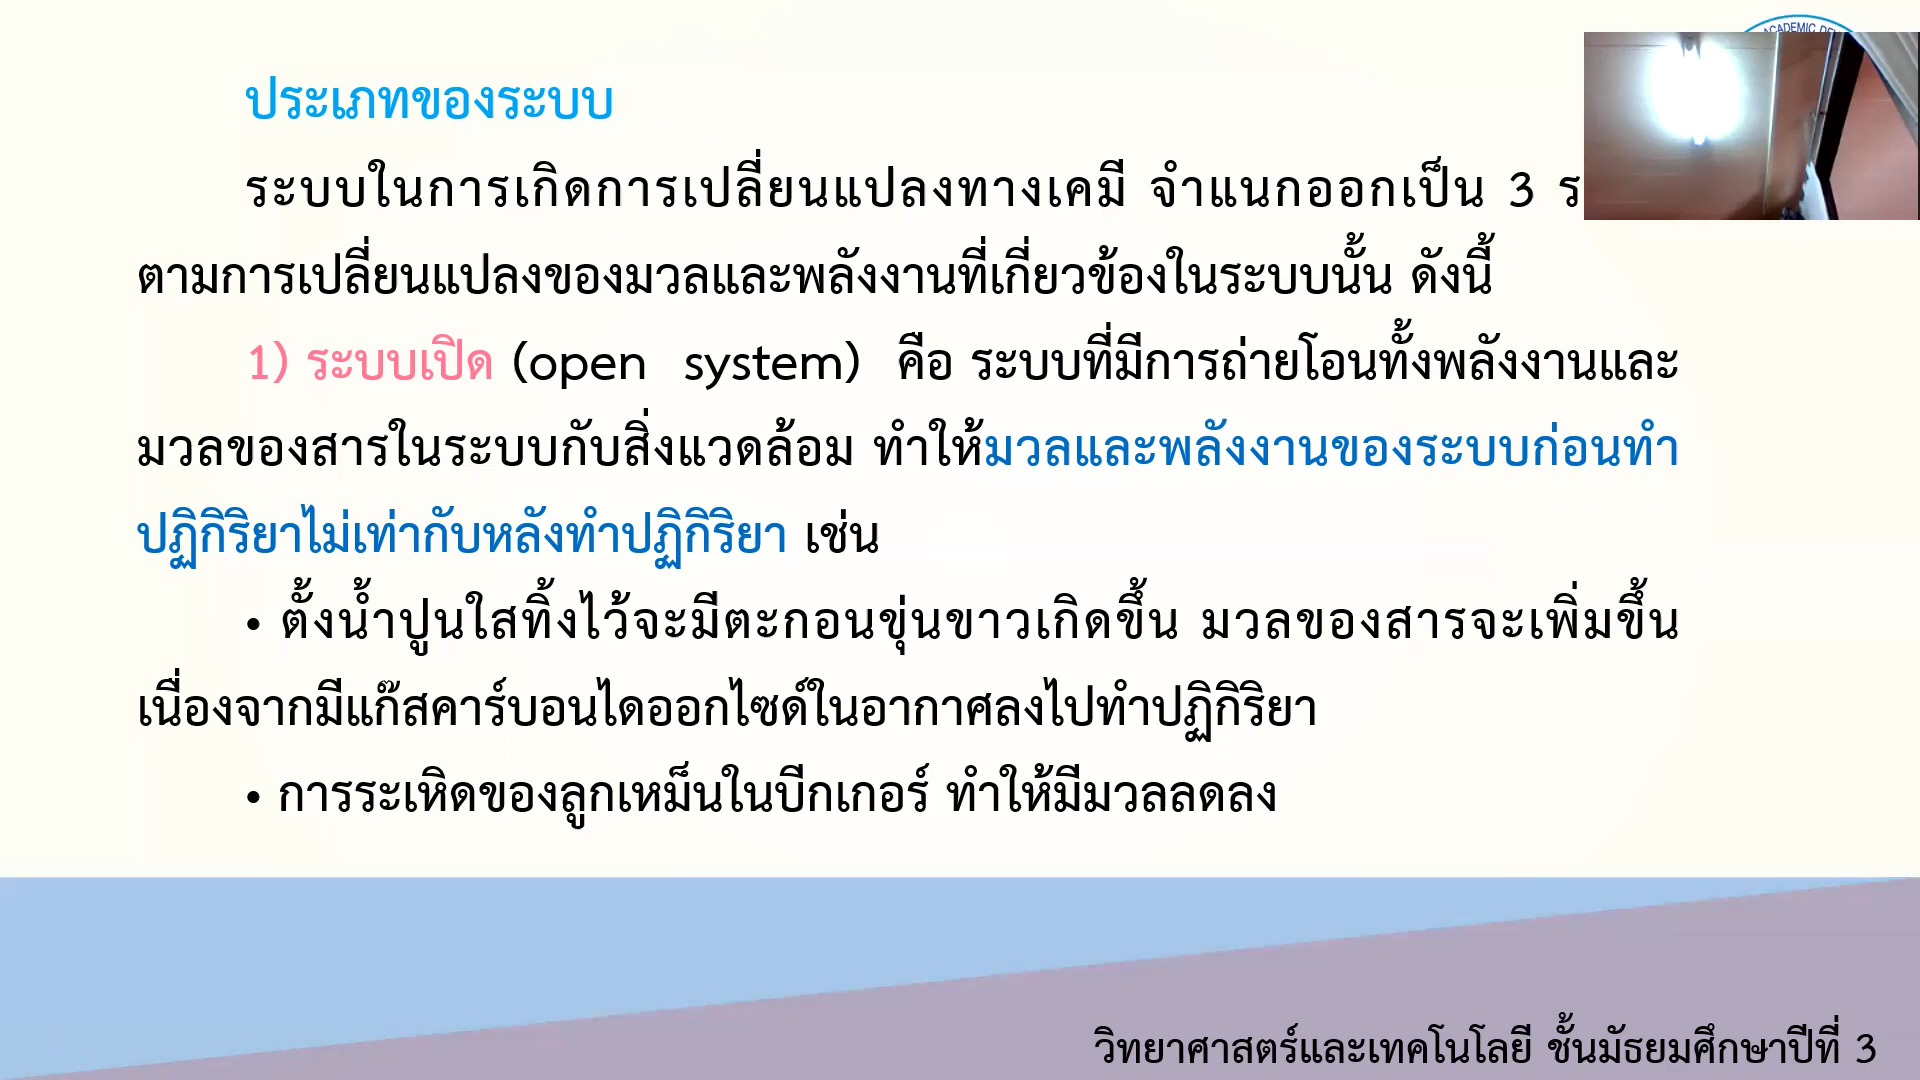 ACADEMIC
ประเภทของระบบ
ระบบในการเกิดการเปลี่ยนแปลงทางเคมี จำแนกออกเป็น 3
ตามการเปลี่ยนแปลงของมวลและพลังงานที่เกี่ยวข้องในระบบนั้น ดังนี้
1) ระบบเปิด (open system) คือ ระบบที่มีการถ่ายโอนทั้งพลังงานและ
มวลของสารในระบบกับสิ่งแวดล้อม ทำให้มวลและพลังงานของระบบก่อนทำ
ปฏิกิริยาไม่เท่ากับหลังทำปฏิกิริยา เช่น
• ตั้งน้ำปูนใสทิ้งไว้จะมีตะกอนขุ่นขาวเกิดขึ้น มวลของสารจะเพิ่มขึ้น
เนื่องจากมีแก๊สคาร์บอนไดออกไซด์ในอากาศลงไปทำปฏิกิริยา
• การระเหิดของลูกเหม็นในบีกเกอร์ ทำให้มีมวลลดลง
วิทยาศาสตร์และเทคโนโลยี ชั้นมัธยมศึกษาปีที่ 3